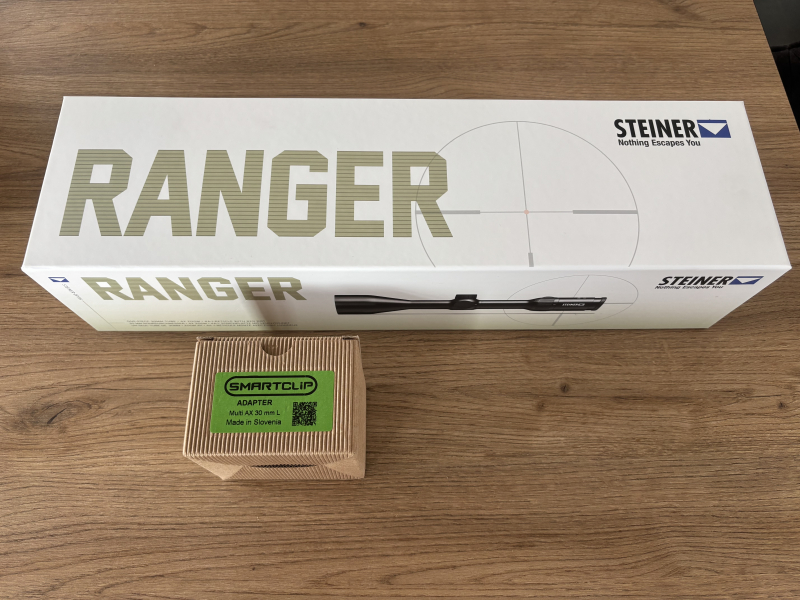 RANGER
STEINER
Nothing Escapes You
RANGER
STEINER
Nothing Escapes You
SMARTCLIP
ADAPTER
Multi AX 30 mm L
Made in Slovenia